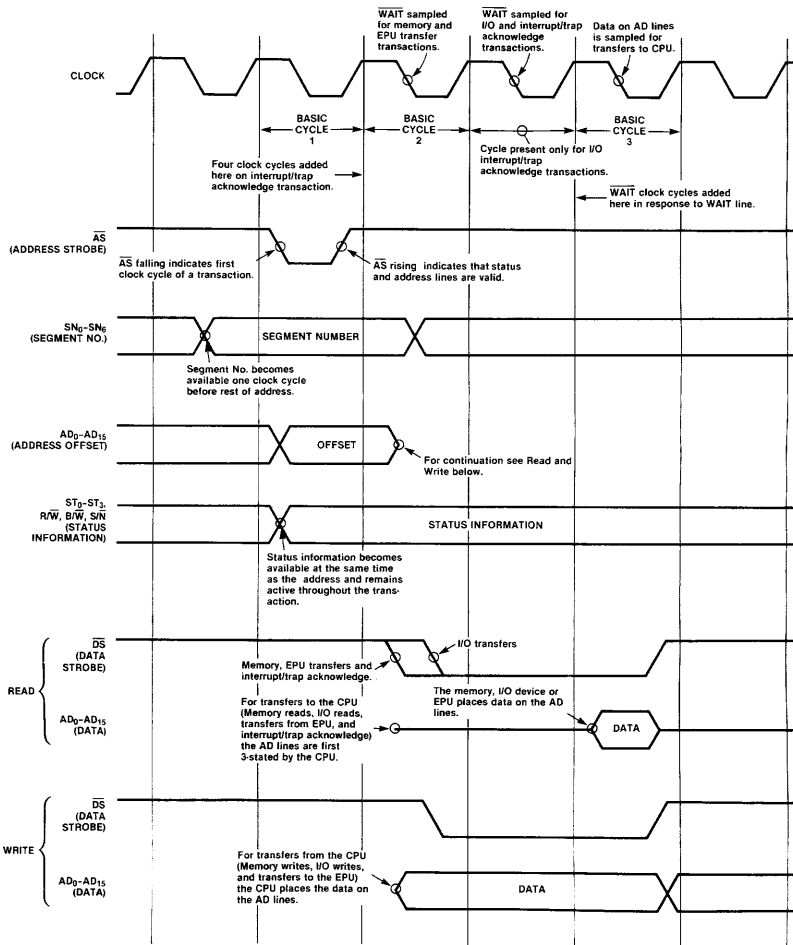 W̅A̅I̅T̅ sampled
for memory and
EPU transfer
transactions.
W̅A̅I̅T̅ sampled for
I/O and interrupt/trap
acknowledge
transactions.
Data on AD lines
is sampled for
transfers to CPU.
CLOCK
BASIC
CYCLE
1
BASIC
CYCLE
2
BASIC
CYCLE
3
Cycle present only for I/O
interrupt/trap
acknowledge transactions.
Four clock cycles added
here on interrupt/trap
acknowledge transaction.
W̅A̅I̅T̅ clock cycles added
here in response to WAIT line.
A̅S̅
(ADDRESS STROBE)
A̅S̅ falling indicates first
clock cycle of a transaction.
A̅S̅ rising indicates that status
and address lines are valid.
SN₀-SN₆
(SEGMENT NO.)
SEGMENT NUMBER
Segment No. becomes
available one clock cycle
before rest of address.
AD₀-AD₁₅
(ADDRESS OFFSET)
OFFSET
For continuation see Read and
Write below.
ST₀-ST₃,
R/W̅, B/W̅, S/N̅
(STATUS
INFORMATION)
STATUS INFORMATION
Status information becomes
available at the same time
as the address and remains
active throughout the trans-
action.
READ
D̅S̅
(DATA
STROBE)
I/O transfers
Memory, EPU transfers and
interrupt/trap acknowledge.
The memory, I/O device or
EPU places data on the AD
lines.
For transfers to the CPU
(Memory reads, I/O reads,
transfers from EPU, and
interrupt/trap acknowledge)
the AD lines are first
3-stated by the CPU.
AD₀-AD₁₅
(DATA)
DATA
WRITE
D̅S̅
(DATA
STROBE)
For transfers from the CPU
(Memory writes, I/O writes,
and transfers to the EPU)
the CPU places the data on
the AD lines.
AD₀-AD₁₅
(DATA)
DATA